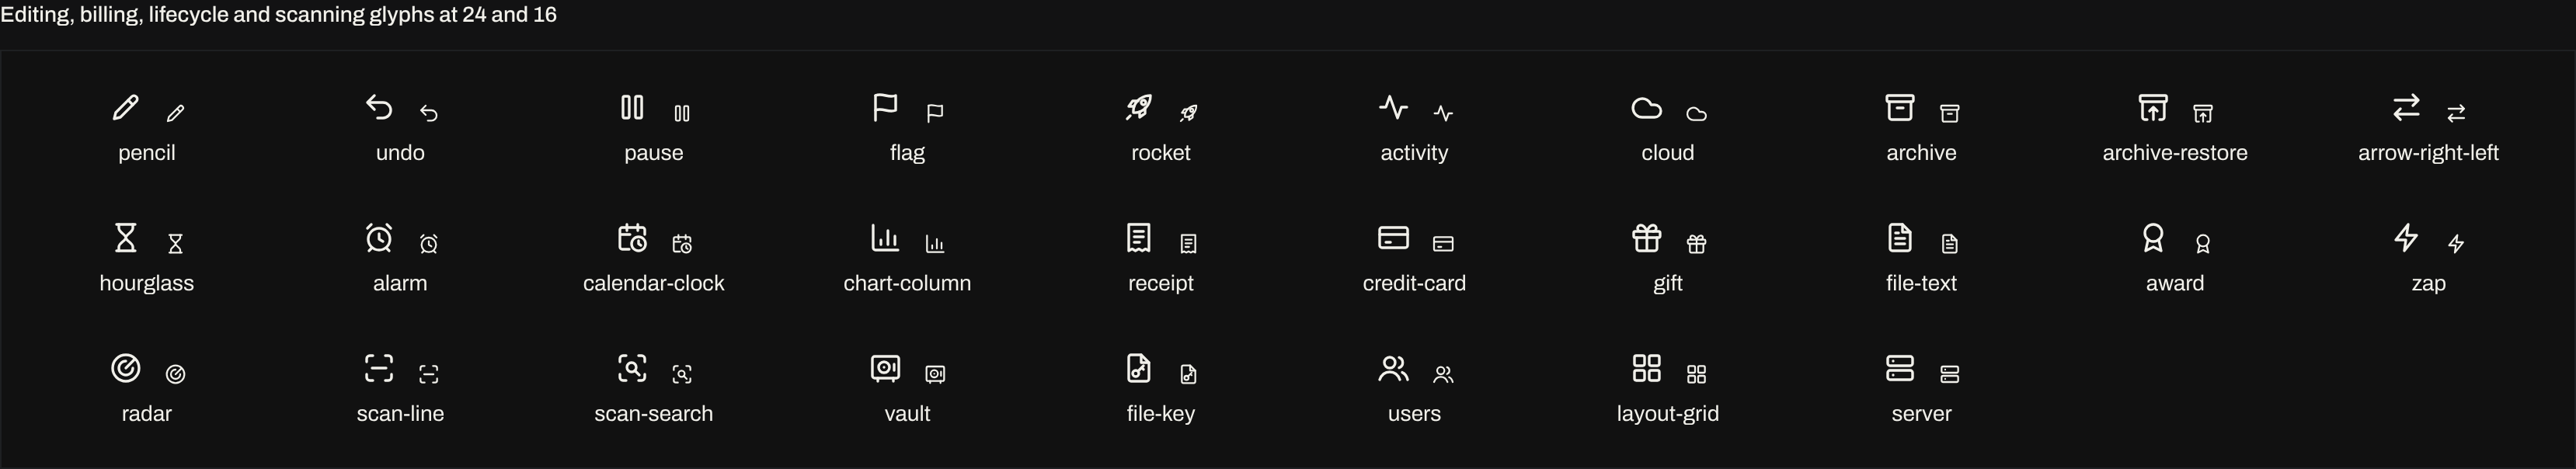 Editing, billing, lifecycle and scanning glyphs at 24 and 16
pencil undo pause flag rocket activity cloud archive archive-restore arrow-right-left
hourglass alarm calendar-clock chart-column receipt credit-card gift file-text award zap
radar scan-line scan-search vault file-key users layout-grid server